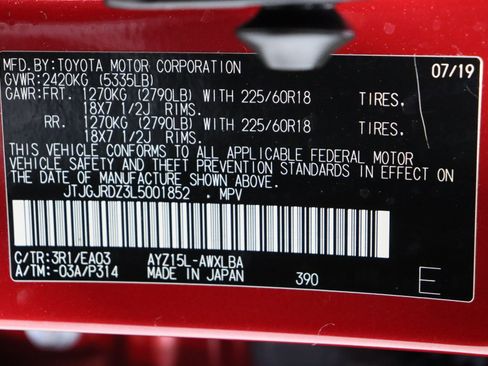 MFD.BY:TOYOTA MOTOR CORPORATION 07/19
GVWR:2420KG (5335LB)
GAWR:FRT. 1270KG (2790LB) WITH 225/60R18 TIRES,
18X7 1/2J RIMS.
RR. 1270KG (2790LB) WITH 225/60R18 TIRES,
18X7 1/2J RIMS.
THIS VEHICLE CONFORMS TO ALL APPLICABLE FEDERAL MOTOR
VEHICLE SAFETY AND THEFT PREVENTION STANDARDS IN EFFECT ON
THE DATE OF MANUFACTURE SHOWN ABOVE.
JTJGJRDZ3L5001852 MPV
C/TR:3R1/EA03 AYZ15L-AWXLBA
A/TM:-03A/P314 MADE IN JAPAN 390 E